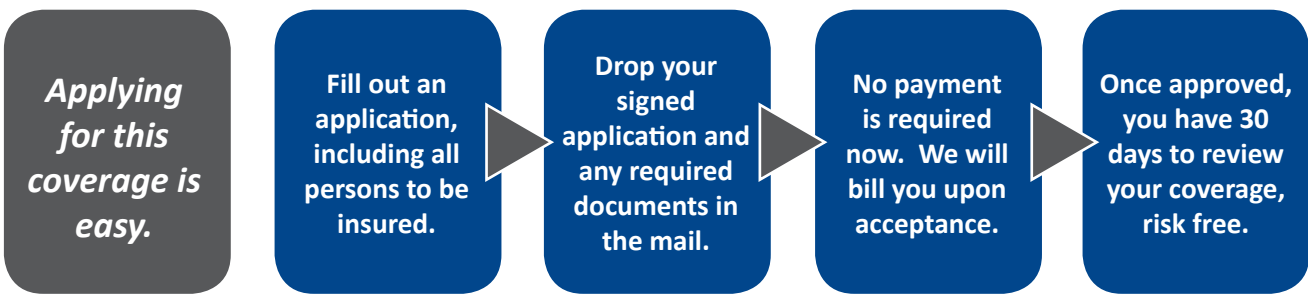 Applying
for this
coverage is
easy.
Fill out an
application,
including all
persons to be
insured.
Drop your
signed
application and
any required
documents in
the mail.
No payment
is required
now.  We will
bill you upon
acceptance.
Once approved,
you have 30
days to review
your coverage,
risk free.